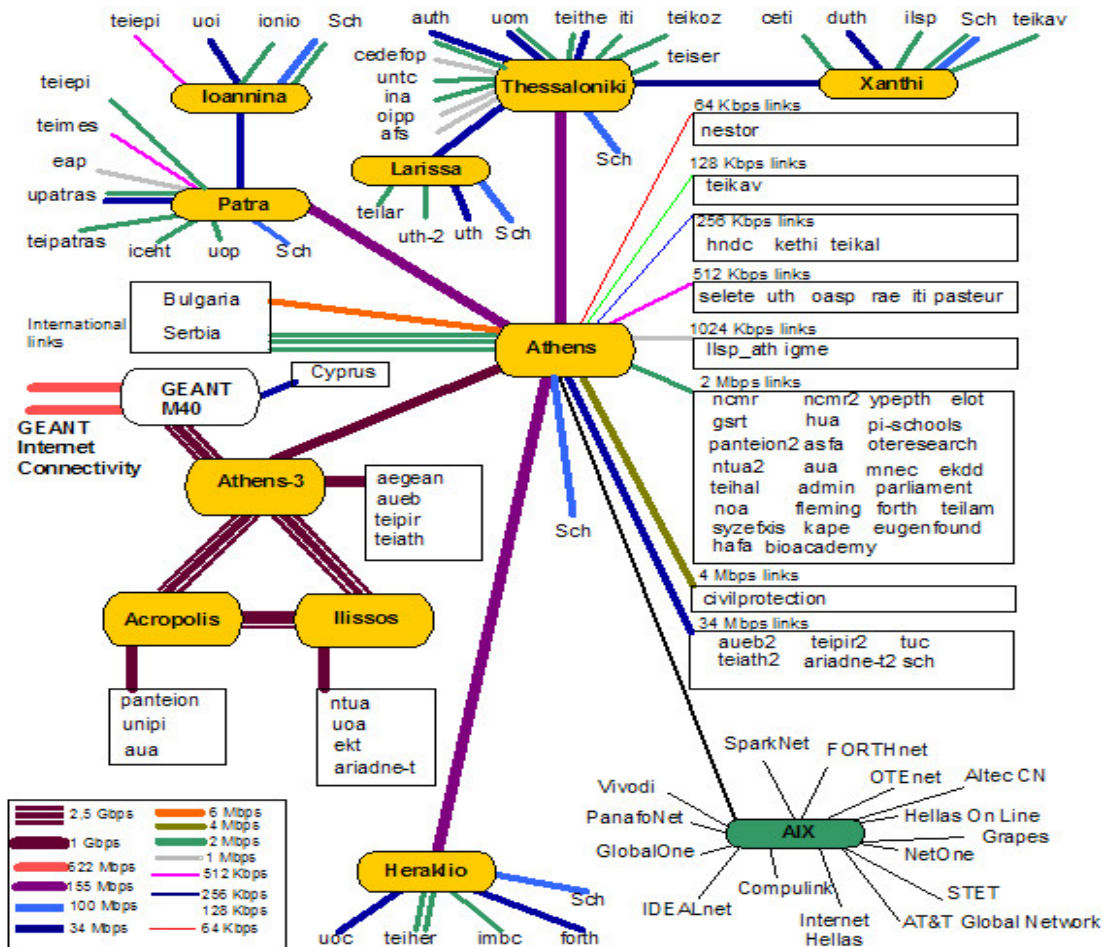 teiepi
uoi
ionio
Sch
auth
uom
teithe
iti
teikoz
ceti
duth
ilsp
Sch
teikav
teiser
cedefop
untc
ina
oipp
afs
Ioannina
Thessaloniki
Xanthi
teiepi
teimes
eap
upatras
teipatras
iceht
uop
Sch
Patra
Larissa
teilar
uth-2
uth
Sch
Sch
64 Kbps links
nestor
128 Kbps links
teikav
256 Kbps links
hndc kethi teikal
512 Kbps links
selete uth oasp rae iti pasteur
1024 Kbps links
Ilsp_ath igme
2 Mbps links
ncmr ncmr2 ypepth elot
gsrt hua pi-schools
panteion2 asfa oteresearch
ntua2 aua mnec ekdd
teihal admin parliament
noa fleming forth teilam
syzefxis kape eugenfound
hafa bioacademy
4 Mbps links
civilprotection
34 Mbps links
aueb2 teipir2 tuc
teiath2 ariadne-t2 sch
International
links
Bulgaria
Serbia
Athens
Cyprus
GEANT
M40
GEANT
Internet
Connectivity
Athens-3
aegean
aueb
teipir
teiath
Sch
Acropolis
Ilissos
panteion
unipi
aua
ntua
uoa
ekt
ariadne-t
2,5 Gbps
1 Gbps
622 Mbps
155 Mbps
100 Mbps
34 Mbps
6 Mbps
4 Mbps
2 Mbps
1 Mbps
512 Kbps
256 Kbps
128 Kbps
64 Kbps
Heraklio
Sch
uoc
teiher
imbc
forth
SparkNet
FORTHnet
OTEnet
Altec CN
Vivodi
PanafoNet
GlobalOne
IDEALnet
AIX
Hellas On Line
Grapes
NetOne
Compulink
Internet
Hellas
STET
AT&T Global Network